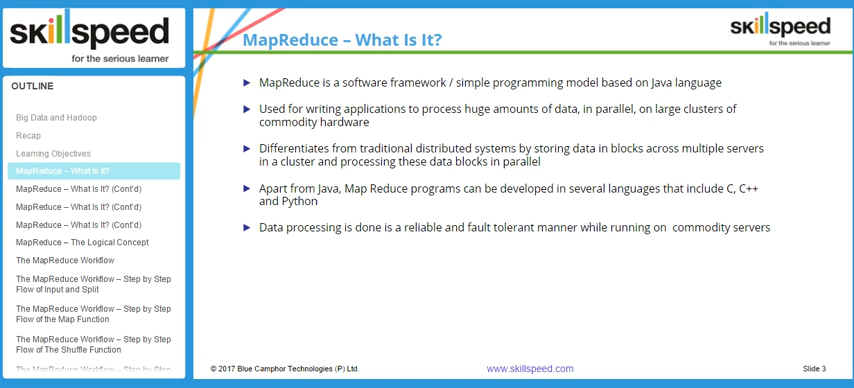 skillspeed
for the serious learner
OUTLINE
Big Data and Hadoop
Recap
Learning Objectives
MapReduce – What Is It?
MapReduce – What Is It? (Cont'd)
MapReduce – What Is It? (Cont'd)
MapReduce – What Is It? (Cont'd)
MapReduce – The Logical Concept
The MapReduce Workflow
The MapReduce Workflow – Step by Step
Flow of Input and Split
The MapReduce Workflow – Step by Step
Flow of the Map Function
The MapReduce Workflow – Step by Step
Flow of The Shuffle Function
The MapReduce Workflow – Step by Step
MapReduce – What Is It?
skillspeed
for the serious learner
MapReduce is a software framework / simple programming model based on Java language
Used for writing applications to process huge amounts of data, in parallel, on large clusters of
commodity hardware
Differentiates from traditional distributed systems by storing data in blocks across multiple servers
in a cluster and processing these data blocks in parallel
Apart from Java, Map Reduce programs can be developed in several languages that include C, C++
and Python
Data processing is done is a reliable and fault tolerant manner while running on commodity servers
© 2017 Blue Camphor Technologies (P) Ltd.
www.skillspeed.com
Slide 3